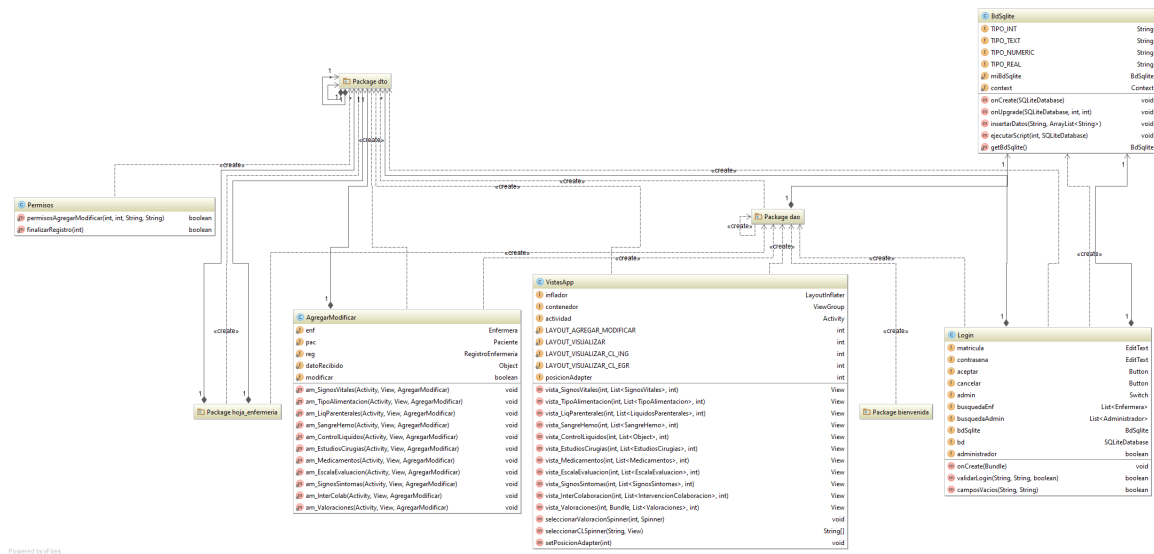 BdSqlite
TIPO_INT String
TIPO_TEXT String
TIPO_NUMERIC String
TIPO_REAL String
miBdSqlite BdSqlite
context Context
onCreate(SQLiteDatabase) void
onUpgrade(SQLiteDatabase, int, int) void
insertarDatos(String, ArrayList<String>) void
ejecutarScript(int, SQLiteDatabase) void
getBdSqlite() BdSqlite
1
Package dto
1 * 1 1 *
«create»
«create»
«create»
«create»
«create»
1 1
Permisos
permisosAgregarModificar(int, int, String, String) boolean
finalizarRegistro(int) boolean
1
Package dao
«create»
«create»
«create»
«create»
«create»
AgregarModificar
enf Enfermera
pac Paciente
reg RegistroEnfermeria
datoRecibido Object
modificar boolean
am_SignosVitales(Activity, View, AgregarModificar) void
am_TipoAlimentacion(Activity, View, AgregarModificar) void
am_LiqParenterales(Activity, View, AgregarModificar) void
am_SangreHemo(Activity, View, AgregarModificar) void
am_ControlLiquidos(Activity, View, AgregarModificar) void
am_EstudiosCirugias(Activity, View, AgregarModificar) void
am_Medicamentos(Activity, View, AgregarModificar) void
am_EscalaEvaluacion(Activity, View, AgregarModificar) void
am_SignosSintomas(Activity, View, AgregarModificar) void
am_InterColab(Activity, View, AgregarModificar) void
am_Valoraciones(Activity, View, AgregarModificar) void
1
VistasApp
inflador LayoutInflater
contenedor ViewGroup
actividad Activity
LAYOUT_AGREGAR_MODIFICAR int
LAYOUT_VISUALIZAR int
LAYOUT_VISUALIZAR_CL_ING int
LAYOUT_VISUALIZAR_CL_EGR int
posicionAdapter int
vista_SignosVitales(int, List<SignosVitales>, int) View
vista_TipoAlimentacion(int, List<TipoAlimentacion>, int) View
vista_LiqParenterales(int, List<LiquidosParenterales>, int) View
vista_SangreHemo(int, List<SangreHemo>, int) View
vista_ControlLiquidos(int, List<Object>, int) View
vista_EstudiosCirugias(int, List<EstudiosCirugias>, int) View
vista_Medicamentos(int, List<Medicamentos>, int) View
vista_EscalaEvaluacion(int, List<EscalaEvaluacion>, int) View
vista_SignosSintomas(int, List<SignosSintomas>, int) View
vista_InterColaboracion(int, List<IntervencionColaboracion>, int) View
vista_Valoraciones(int, Bundle, List<Valoraciones>, int) View
seleccionarValoracionSpinner(int, Spinner) void
seleccionarCLSpinner(String, View) String[]
setPosicionAdapter(int) void
«create»
«create»
1 1
Package hoja_enfermeria
Package bienvenida
1 1
Login
matricula EditText
contrasena EditText
aceptar Button
cancelar Button
admin Switch
busquedaEnf List<Enfermera>
busquedaAdmin List<Administrador>
bdSqlite BdSqlite
bd SQLiteDatabase
administrador boolean
onCreate(Bundle) void
validarLogin(String, String, boolean) boolean
camposVacios(String, String) boolean
Powered by yFiles